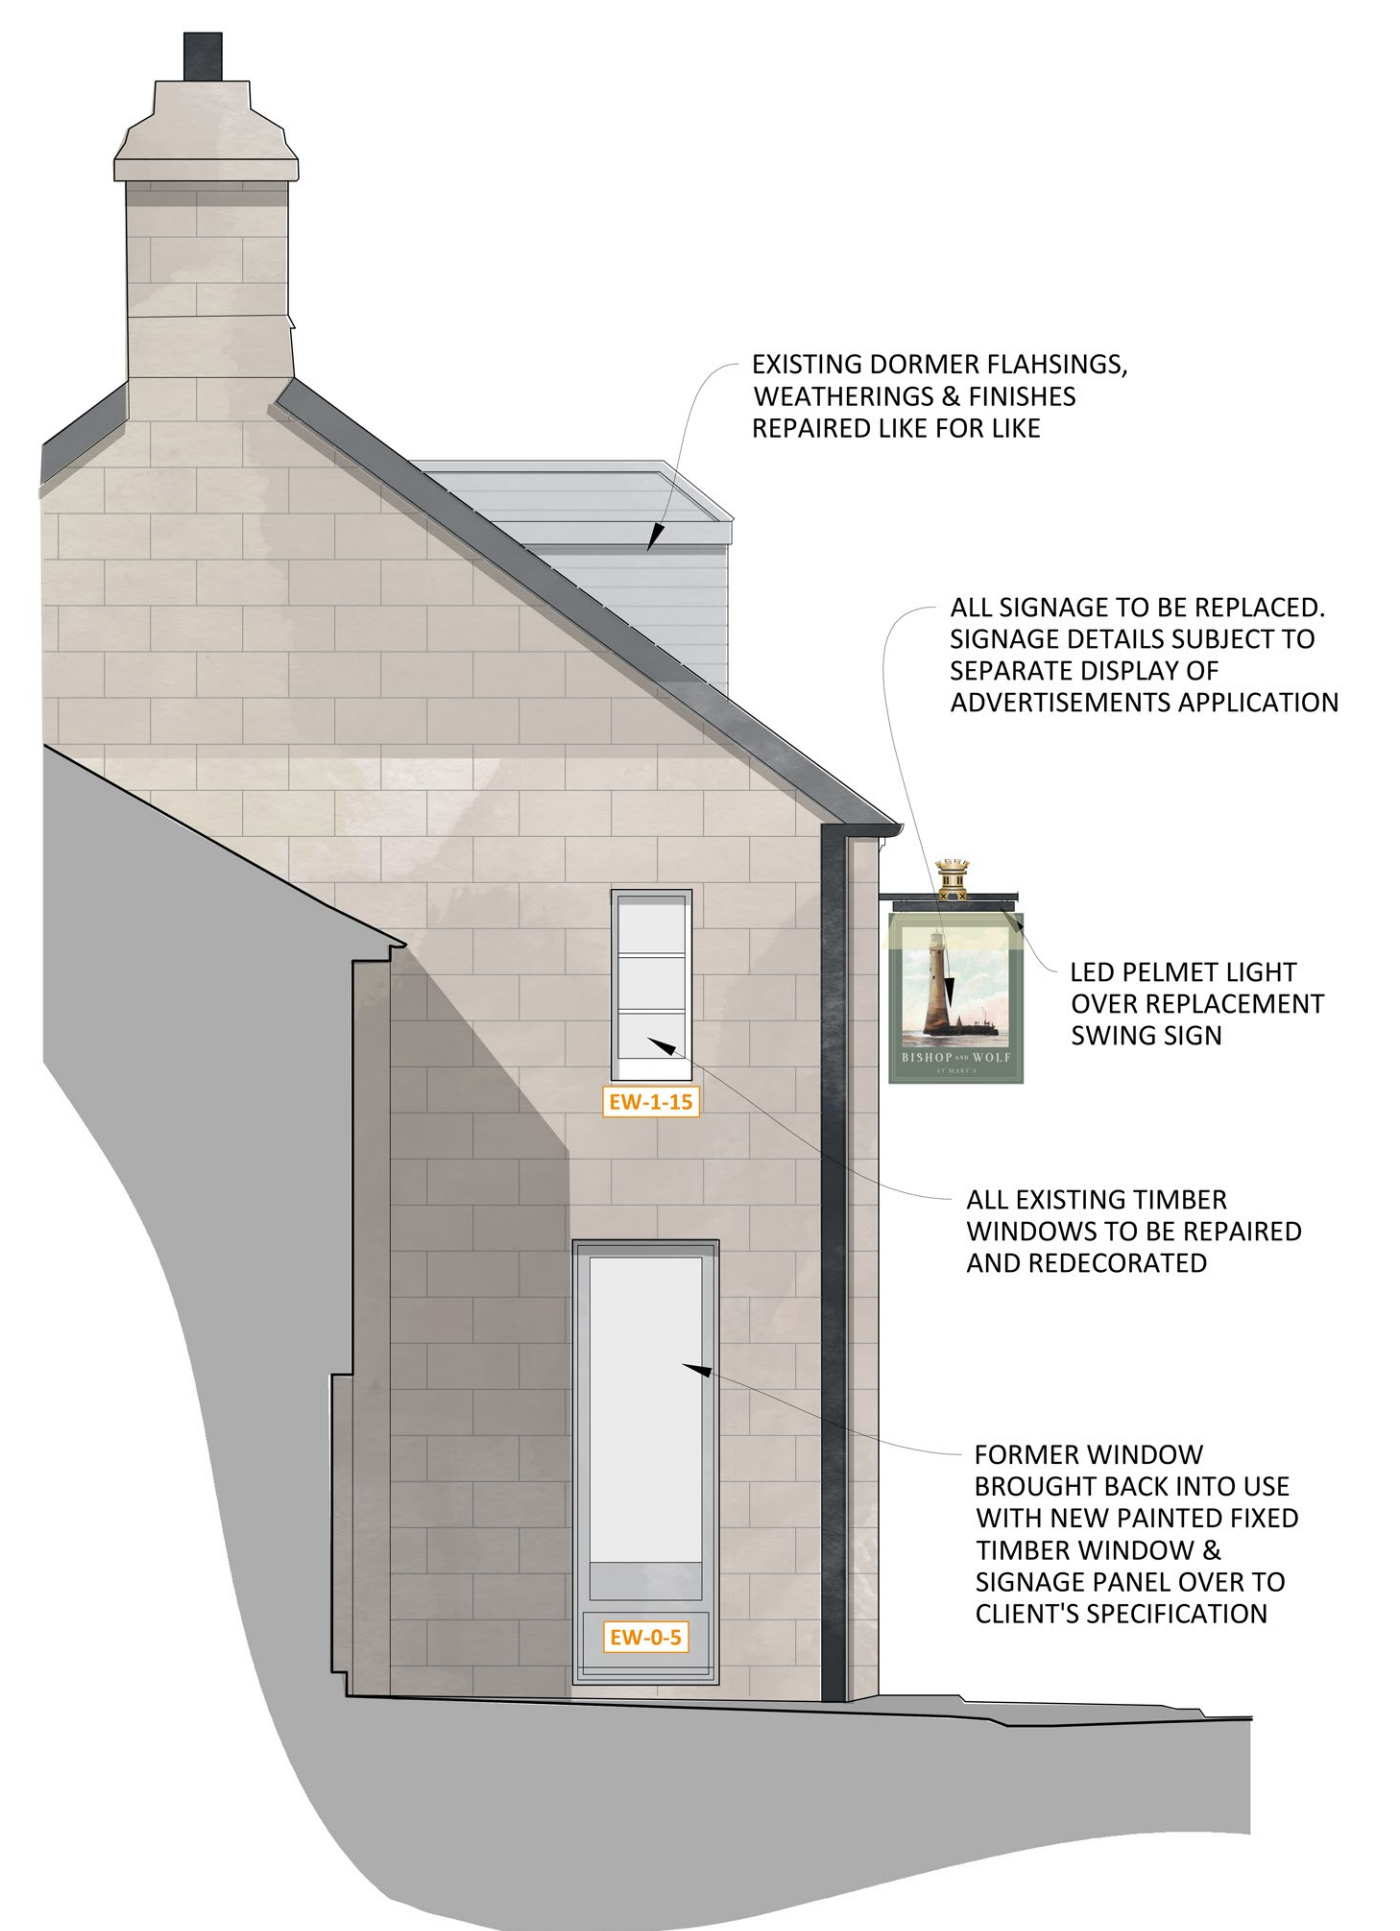 EXISTING DORMER FLAHSINGS,
WEATHERINGS & FINISHES
REPAIRED LIKE FOR LIKE
ALL SIGNAGE TO BE REPLACED.
SIGNAGE DETAILS SUBJECT TO
SEPARATE DISPLAY OF
ADVERTISEMENTS APPLICATION
LED PELMET LIGHT
OVER REPLACEMENT
SWING SIGN
BISHOP AND WOLF
ST MARY'S
EW-1-15
ALL EXISTING TIMBER
WINDOWS TO BE REPAIRED
AND REDECORATED
FORMER WINDOW
BROUGHT BACK INTO USE
WITH NEW PAINTED FIXED
TIMBER WINDOW &
SIGNAGE PANEL OVER TO
CLIENT'S SPECIFICATION
EW-0-5